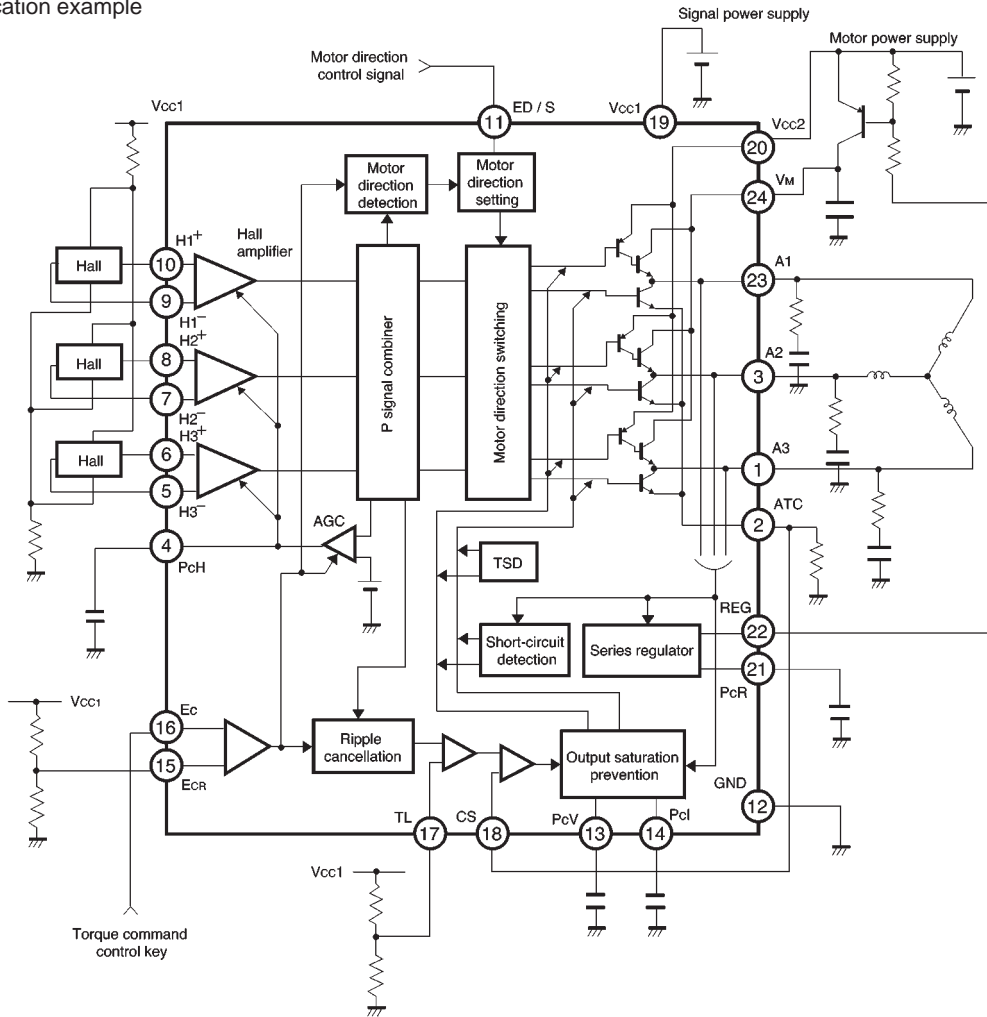 cation example
Signal power supply
Motor direction
control signal
Motor power supply
Vcc1
11
ED / S
Vcc1
19
Vcc2
20
Motor
direction
detection
Motor
direction
setting
VM
24
H1+
Hall
amplifier
Hall
10
A1
23
9
H1−
H2+
P signal combiner
Motor direction switching
8
Hall
A2
3
7
H2−
H3+
6
Hall
A3
1
5
H3−
ATC
2
AGC
4
PcH
TSD
REG
22
Short-circuit
detection
Series regulator
21
PcR
Vcc1
Ec
16
Ripple
cancellation
Output saturation
prevention
15
ECR
GND
12
TL
17
CS
18
PcV
13
PcI
14
Vcc1
Torque command
control key